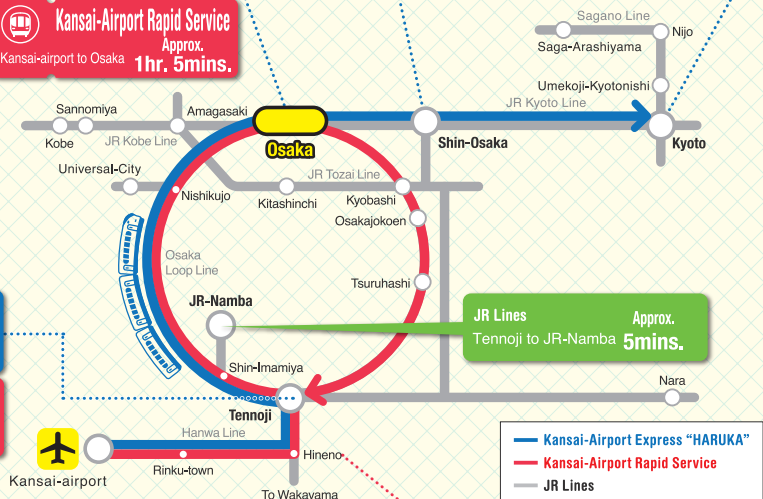 Kansai-Airport Rapid Service
Kansai-airport to Osaka Approx. 1hr. 5mins.
Sagano Line
Saga-Arashiyama
Nijo
Umekoji-Kyotonishi
JR Kyoto Line
Kyoto
Sannomiya
Amagasaki
Kobe
JR Kobe Line
Osaka
Shin-Osaka
Universal-City
Nishikujo
JR Tozai Line
Kitashinchi
Kyobashi
Osakajokoen
Osaka
Loop Line
Tsuruhashi
JR-Namba
JR Lines
Tennoji to JR-Namba Approx. 5mins.
Shin-Imamiya
Nara
Tennoji
Hanwa Line
Kansai-airport
Rinku-town
Hineno
To Wakayama
Kansai-Airport Express “HARUKA”
Kansai-Airport Rapid Service
JR Lines